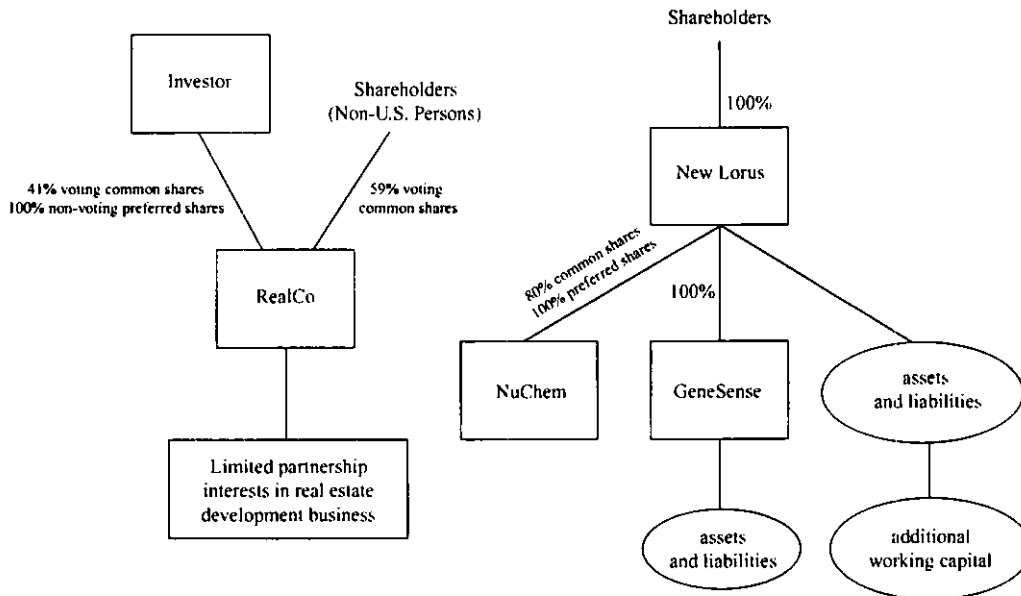 Investor
Shareholders
(Non-U.S. Persons)
41% voting common shares
100% non-voting preferred shares
59% voting
common shares
RealCo
Limited partnership
interests in real estate
development business
Shareholders
100%
New Lorus
80% common shares
100% preferred shares
100%
NuChem
GeneSense
assets
and liabilities
assets
and liabilities
additional
working capital